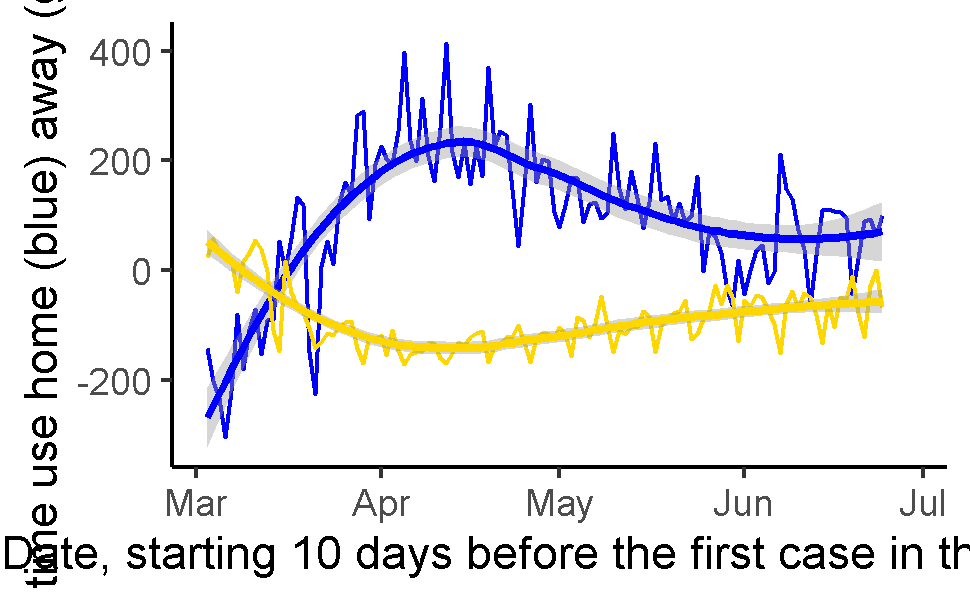 time use home (blue) away (
400
200
0
-200
Mar Apr May Jun Jul
Date, starting 10 days before the first case in th